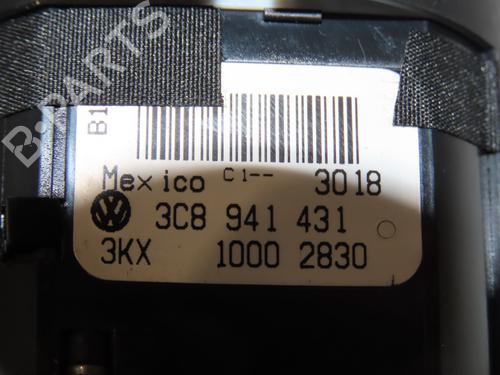 B-PARTS
B1
Mexico C1-- 3018
3C8 941 431
3KX 1000 2830